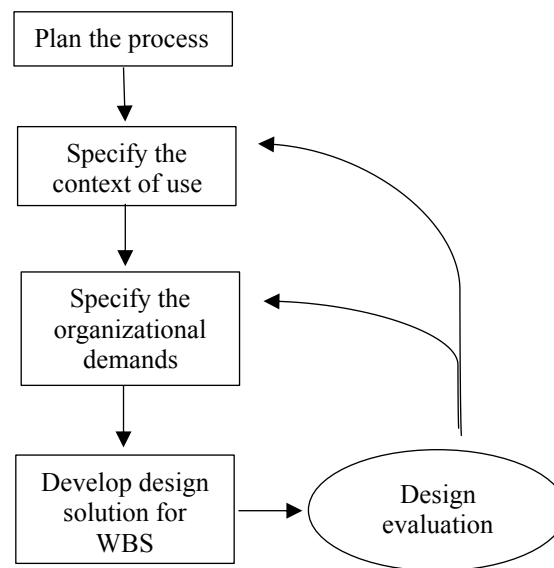 Plan the process
Specify the
context of use
Specify the
organizational
demands
Develop design
solution for
WBS
Design
evaluation